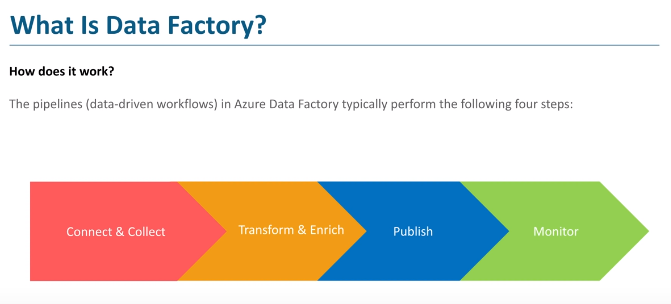 What Is Data Factory?
How does it work?
The pipelines (data-driven workflows) in Azure Data Factory typically perform the following four steps:
Connect & Collect
Transform & Enrich
Publish
Monitor